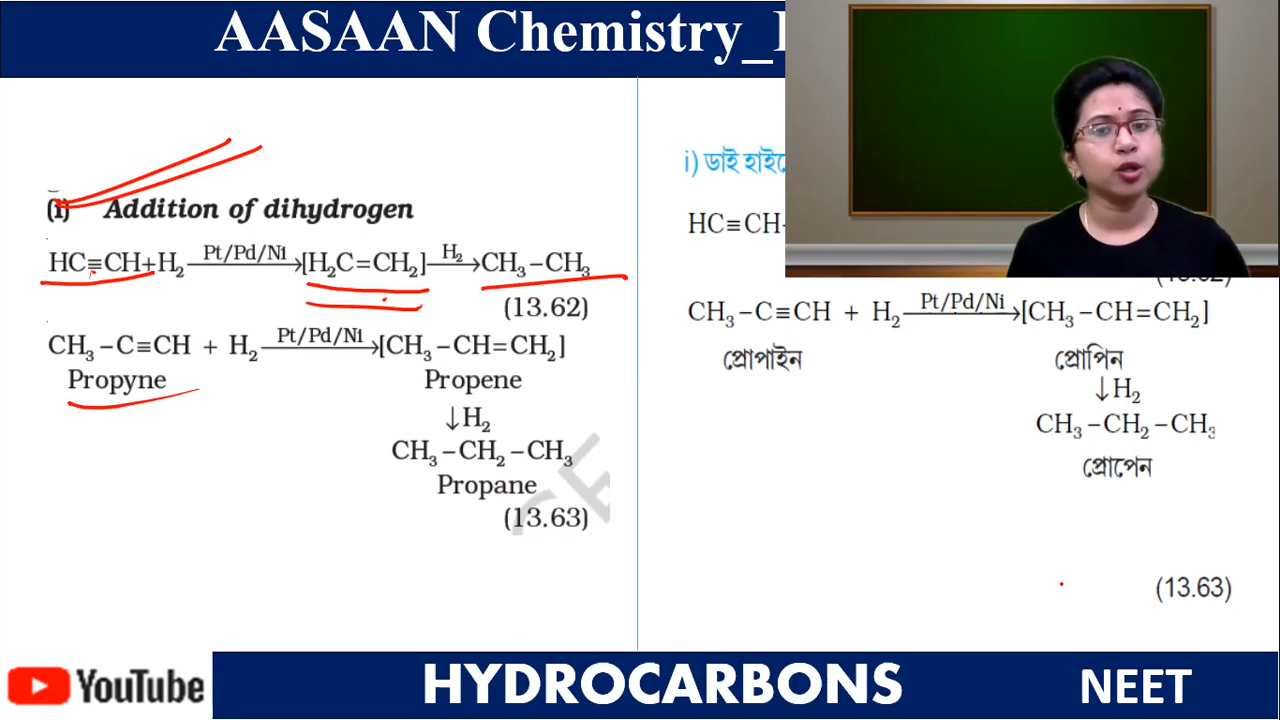 AASAAN Chemistry_
(i) Addition of dihydrogen
HC≡CH+H₂ Pt/Pd/Ni→ [H₂C=CH₂] H₂→ CH₃–CH₃
(13.62)
CH₃–C≡CH + H₂ Pt/Pd/Ni→ [CH₃–CH=CH₂]
Propyne Propene
↓H₂
CH₃–CH₂–CH₃
Propane
(13.63)
i) ডাই
HC≡CH
CH₃–C≡CH + H₂ Pt/Pd/Ni→ [CH₃–CH=CH₂]
প্রোপাইন প্রোপিন
↓H₂
CH₃–CH₂–CH₃
প্রোপেন
(13.63)
YouTube HYDROCARBONS NEET